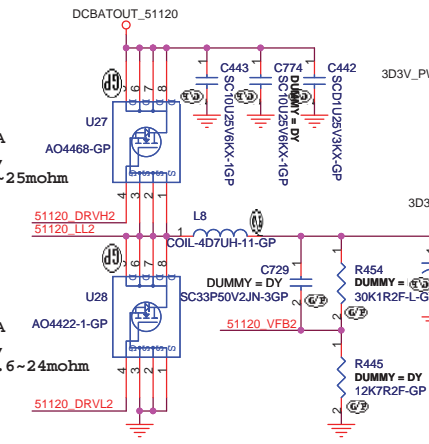 DCBATOUT_51120
C443
SC10U25V6KX-1GP
C774
SC10U25V6KX-1GP
DUMMY = DY
C442
SCD1U25V3KX-GP
3D3V_PW
U27
AO4468-GP
A
~25mohm
51120_DRVH2
51120_LL2
L8
COIL-4D7UH-11-GP
3D3
C729
DUMMY = DY
SC33P50V2JN-3GP
R454
DUMMY =
30K1R2F-L-G
U28
AO4422-1-GP
A
.6~24mohm
51120_VFB2
R445
DUMMY = DY
12K7R2F-GP
51120_DRVL2